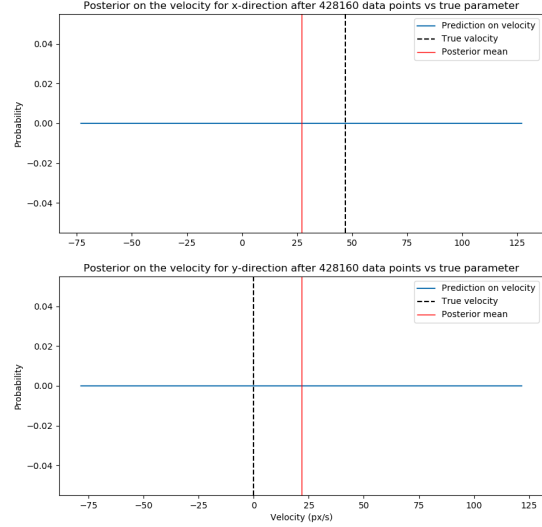 Posterior on the velocity for x-direction after 428160 data points vs true parameter
Prediction on velocity
True valocity
Posterior mean
0.04
0.02
0.00
−0.02
−0.04
Probability
−75
−50
−25
0
25
50
75
100
125
Posterior on the velocity for y-direction after 428160 data points vs true parameter
Prediction on velocity
True velocity
Posterior mean
0.04
0.02
0.00
−0.02
−0.04
Probability
−75
−50
−25
0
25
50
75
100
125
Velocity (px/s)